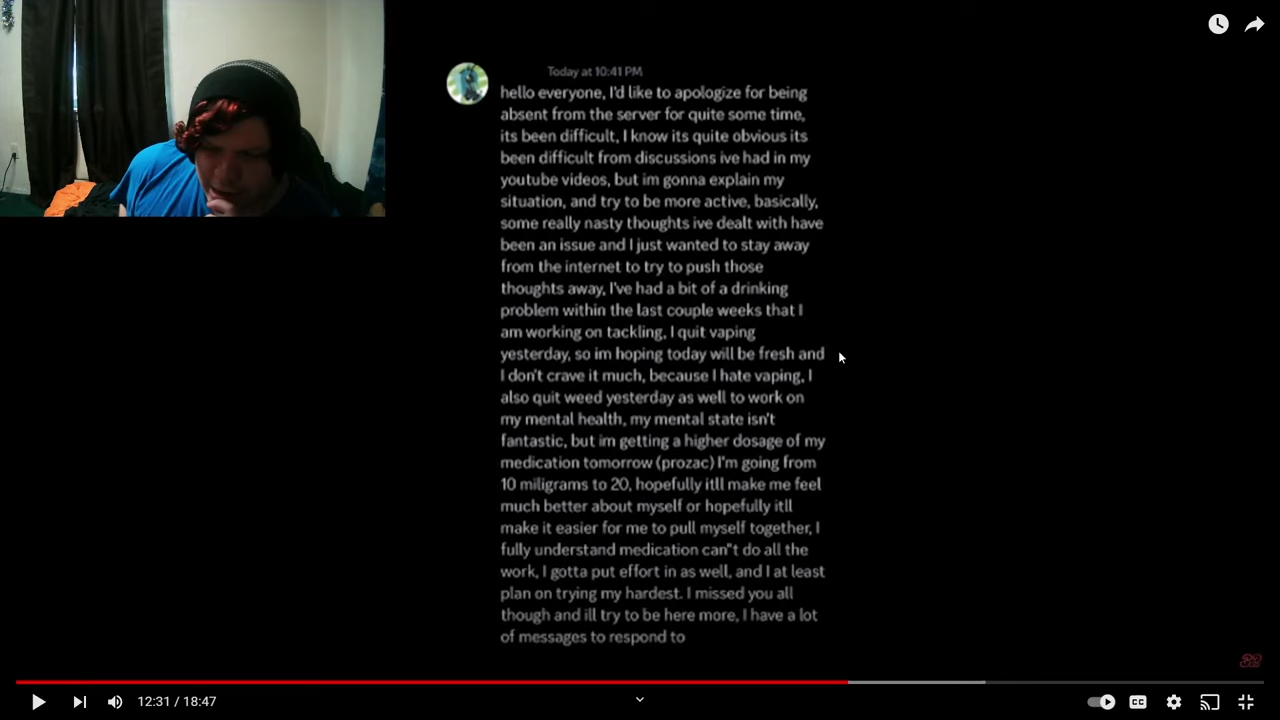 Today at 10:41 PM
hello everyone, I'd like to apologize for being
absent from the server for quite some time,
its been difficult, I know its quite obvious its
been difficult from discussions ive had in my
youtube videos, but im gonna explain my
situation, and try to be more active, basically,
some really nasty thoughts ive dealt with have
been an issue and I just wanted to stay away
from the internet to try to push those
thoughts away, I've had a bit of a drinking
problem within the last couple weeks that I
am working on tackling, I quit vaping
yesterday, so im hoping today will be fresh and
I don't crave it much, because I hate vaping, I
also quit weed yesterday as well to work on
my mental health, my mental state isn't
fantastic, but im getting a higher dosage of my
medication tomorrow (prozac) I'm going from
10 miligrams to 20, hopefully itll make me feel
much better about myself or hopefully itll
make it easier for me to pull myself together, I
fully understand medication can"t do all the
work, I gotta put effort in as well, and I at least
plan on trying my hardest. I missed you all
though and ill try to be here more, I have a lot
of messages to respond to
12:31 / 18:47
CC